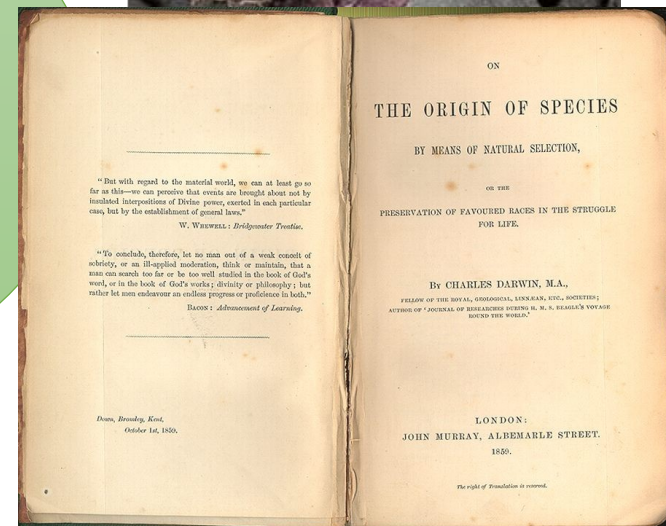 "But with regard to the material world, we can at least go so
far as this—we can perceive that events are brought about not by
insulated interpositions of Divine power, exerted in each particular
case, but by the establishment of general laws."
W. Whewell: Bridgewater Treatise.
"To conclude, therefore, let no man out of a weak conceit of
sobriety, or an ill-applied moderation, think or maintain, that a
man can search too far or be too well studied in the book of God's
word, or in the book of God's works; divinity or philosophy; but
rather let men endeavour an endless progress or proficience in both."
Bacon: Advancement of Learning.
Down, Bromley, Kent,
October 1st, 1859.
ON
THE ORIGIN OF SPECIES
BY MEANS OF NATURAL SELECTION,
OR THE
PRESERVATION OF FAVOURED RACES IN THE STRUGGLE
FOR LIFE.
By CHARLES DARWIN, M.A.,
FELLOW OF THE ROYAL, GEOLOGICAL, LINNÆAN, ETC., SOCIETIES;
AUTHOR OF 'JOURNAL OF RESEARCHES DURING H. M. S. BEAGLE'S VOYAGE
ROUND THE WORLD.'
LONDON:
JOHN MURRAY, ALBEMARLE STREET.
1859.
The right of Translation is reserved.